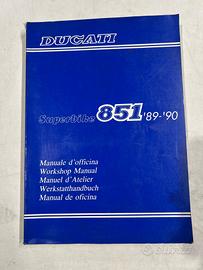 DUCATI
Superbike 851 '89-'90
Manuale d'officina
Workshop Manual
Manuel d'Atelier
Werkstatthandbuch
Manual de oficina